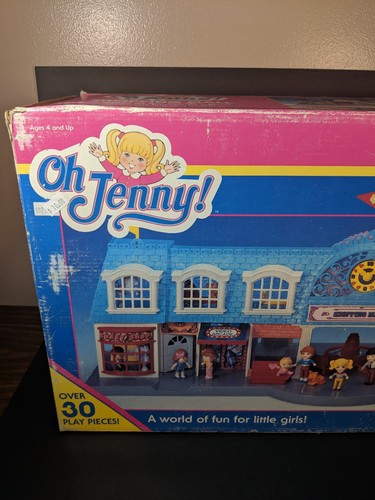 Ages 4 and Up
Oh
Jenny!
OVER
30
PLAY PIECES!
A world of fun for little girls!